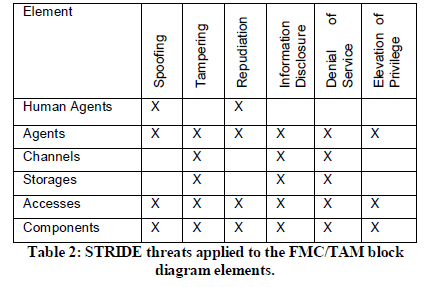 Element Spoofing Tampering Repudiation Information Disclosure Denial of Service Elevation of Privilege
Human Agents X X
Agents X X X X X X
Channels X X X
Storages X X X
Accesses X X X X X X
Components X X X X X X
Table 2: STRIDE threats applied to the FMC/TAM block
diagram elements.